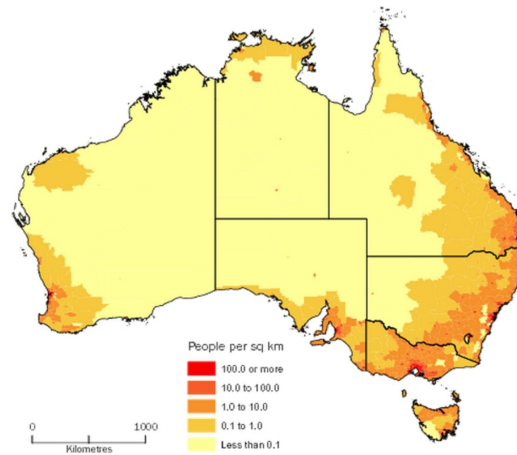 People per sq km
100.0 or more
10.0 to 100.0
1.0 to 10.0
0.1 to 1.0
Less than 0.1
0 1000
Kilometres